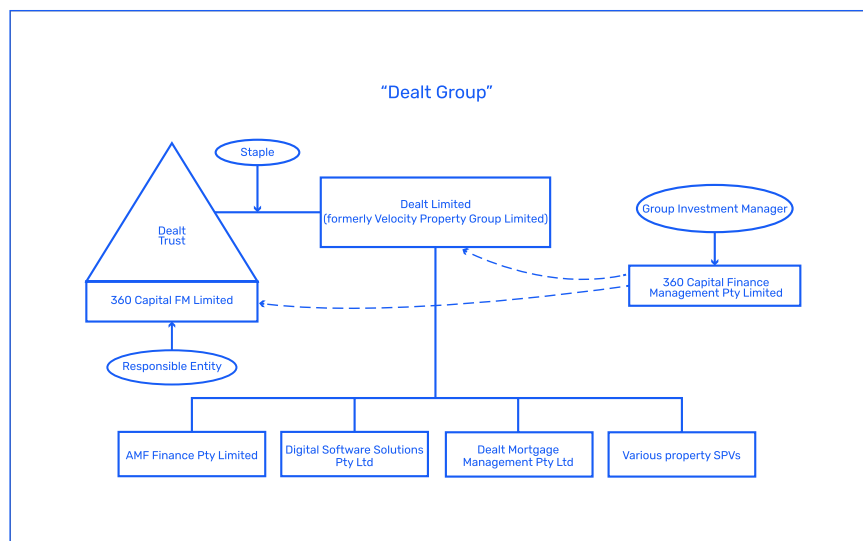 “Dealt Group”
Staple
Dealt
Trust
Dealt Limited
(formerly Velocity Property Group Limited)
Group Investment Manager
360 Capital FM Limited
360 Capital Finance
Management Pty Limited
Responsible Entity
AMF Finance Pty Limited
Digital Software Solutions
Pty Ltd
Dealt Mortgage
Management Pty Ltd
Various property SPVs